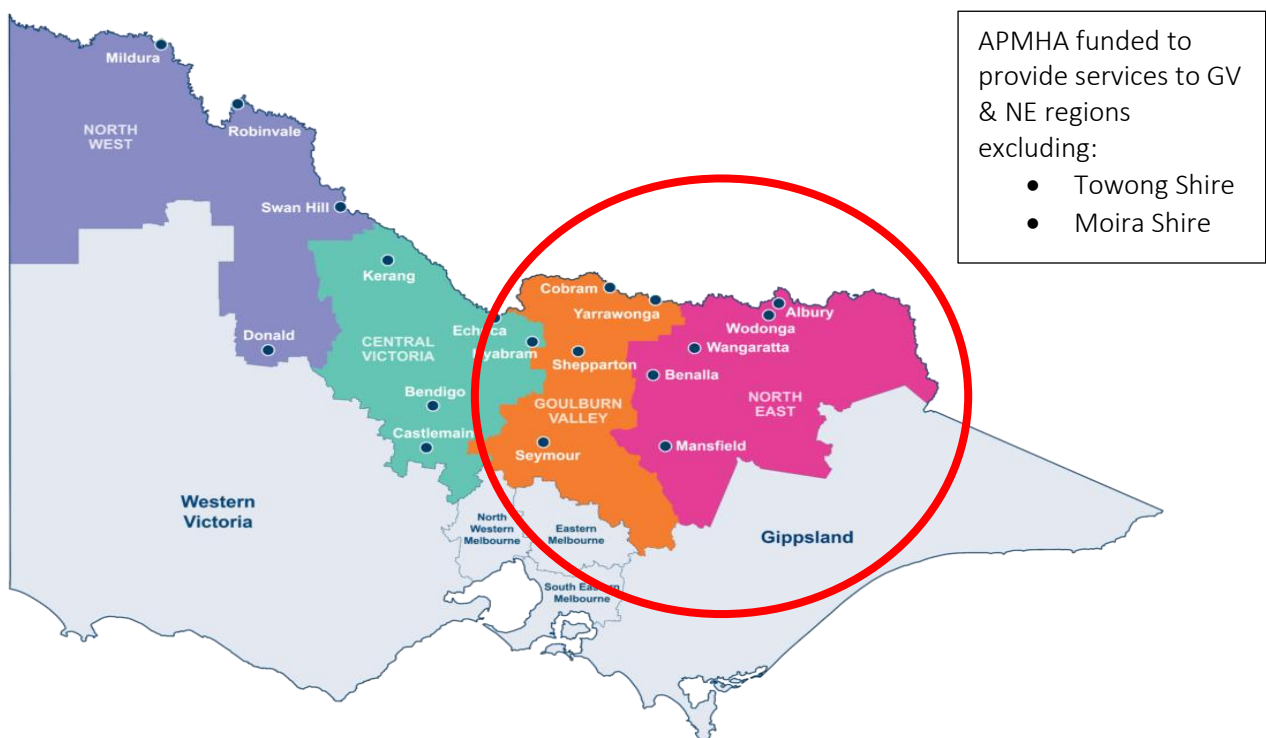 APMHA funded to
provide services to GV
& NE regions
excluding:
• Towong Shire
• Moira Shire
Mildura
NORTH
WEST
Robinvale
Swan Hill
Donald
Kerang
Echuca
Kyabram
CENTRAL
VICTORIA
Bendigo
Castlemain
Cobram
Yarrawonga
Shepparton
GOULBURN
VALLEY
Seymour
Albury
Wodonga
Wangaratta
Benalla
NORTH
EAST
Mansfield
Western
Victoria
North
Western
Melbourne
Eastern
Melbourne
South Eastern
Melbourne
Gippsland